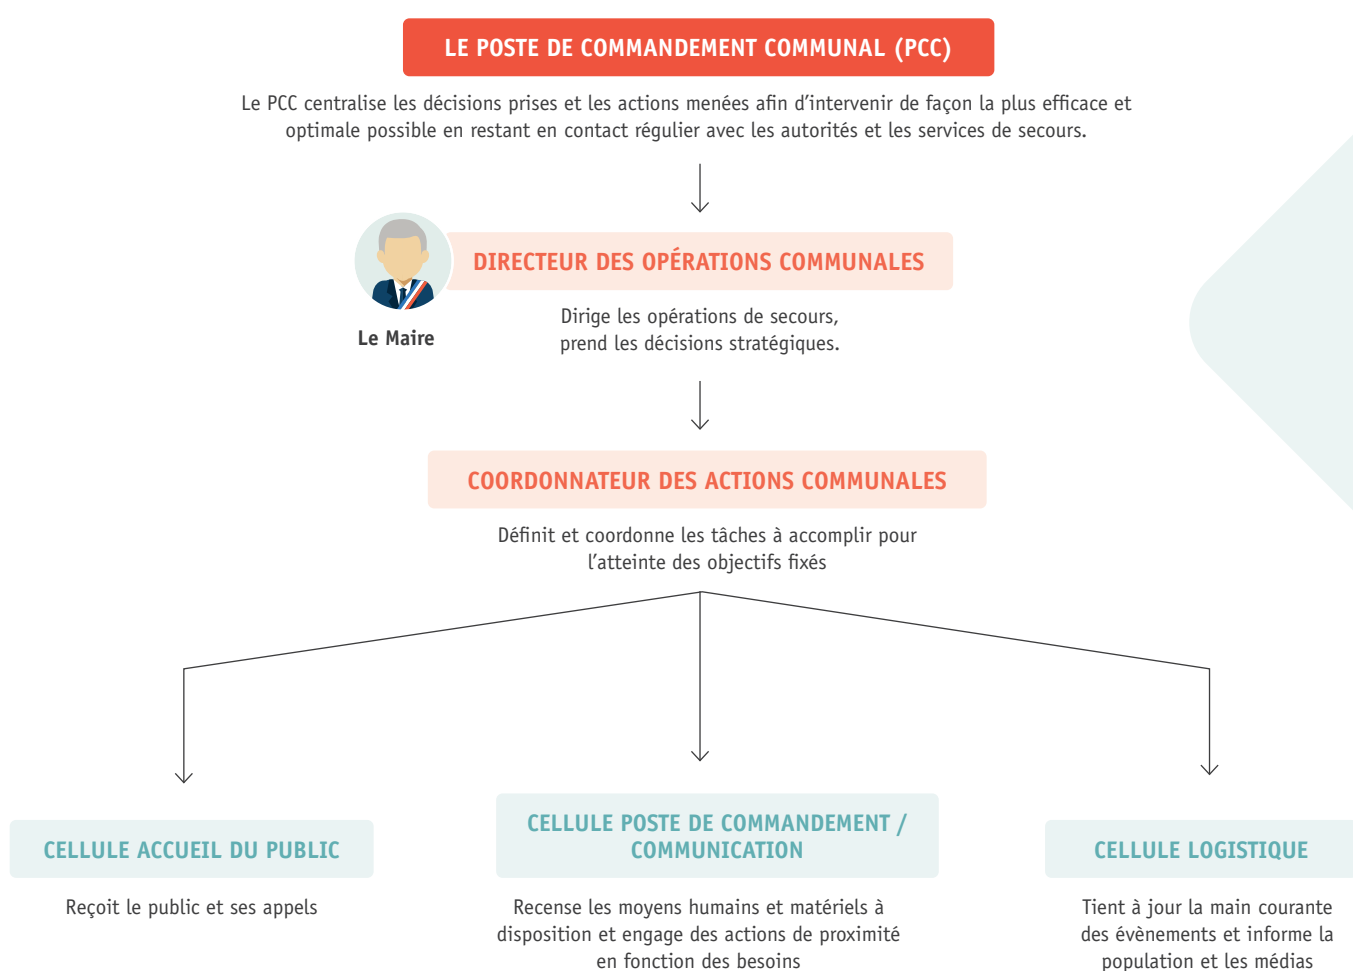 LE POSTE DE COMMANDEMENT COMMUNAL (PCC)
Le PCC centralise les décisions prises et les actions menées afin d’intervenir de façon la plus efficace et
optimale possible en restant en contact régulier avec les autorités et les services de secours.
DIRECTEUR DES OPÉRATIONS COMMUNALES
Le Maire
Dirige les opérations de secours,
prend les décisions stratégiques.
COORDONNATEUR DES ACTIONS COMMUNALES
Définit et coordonne les tâches à accomplir pour
l’atteinte des objectifs fixés
CELLULE ACCUEIL DU PUBLIC
Reçoit le public et ses appels
CELLULE POSTE DE COMMANDEMENT /
COMMUNICATION
Recense les moyens humains et matériels à
disposition et engage des actions de proximité
en fonction des besoins
CELLULE LOGISTIQUE
Tient à jour la main courante
des évènements et informe la
population et les médias